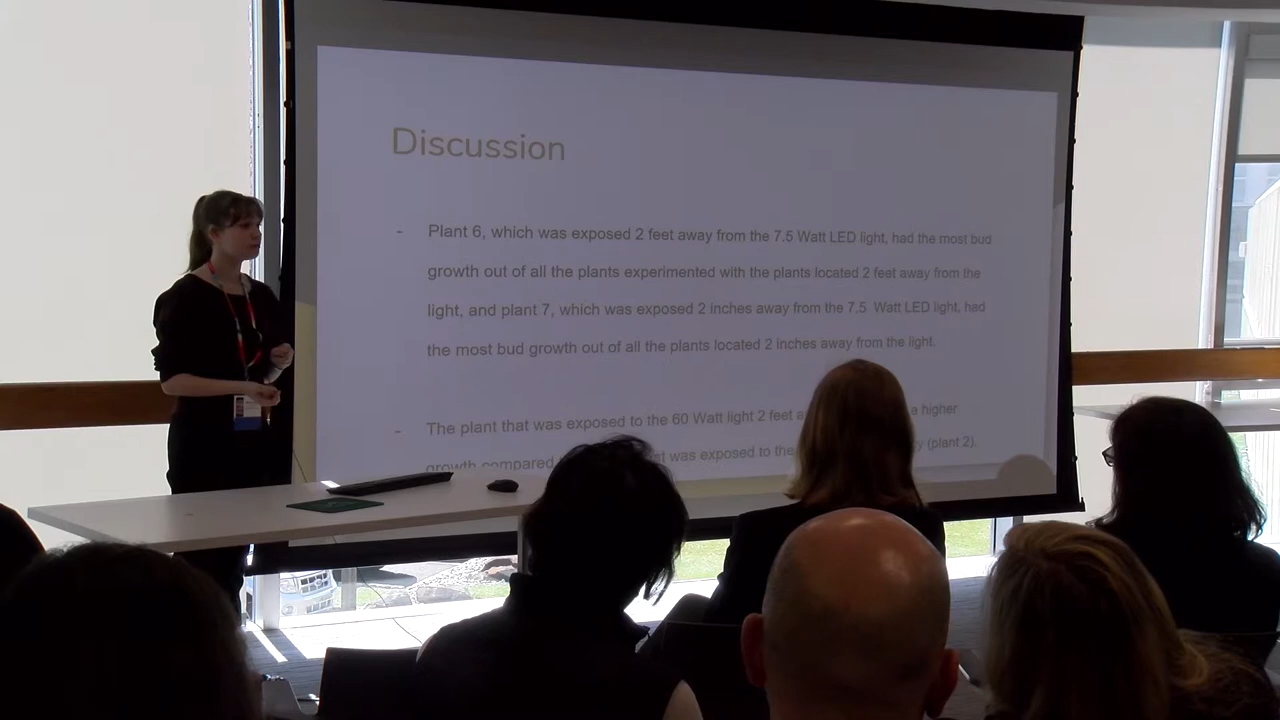 Discussion
- Plant 6, which was exposed 2 feet away from the 7.5 Watt LED light, had the most bud
growth out of all the plants experimented with the plants located 2 feet away from the
light, and plant 7, which was exposed 2 inches away from the 7.5 Watt LED light, had
the most bud growth out of all the plants located 2 inches away from the light.
- The plant that was exposed to the 60 Watt light 2 feet a higher
growth compared was exposed to the (plant 2).